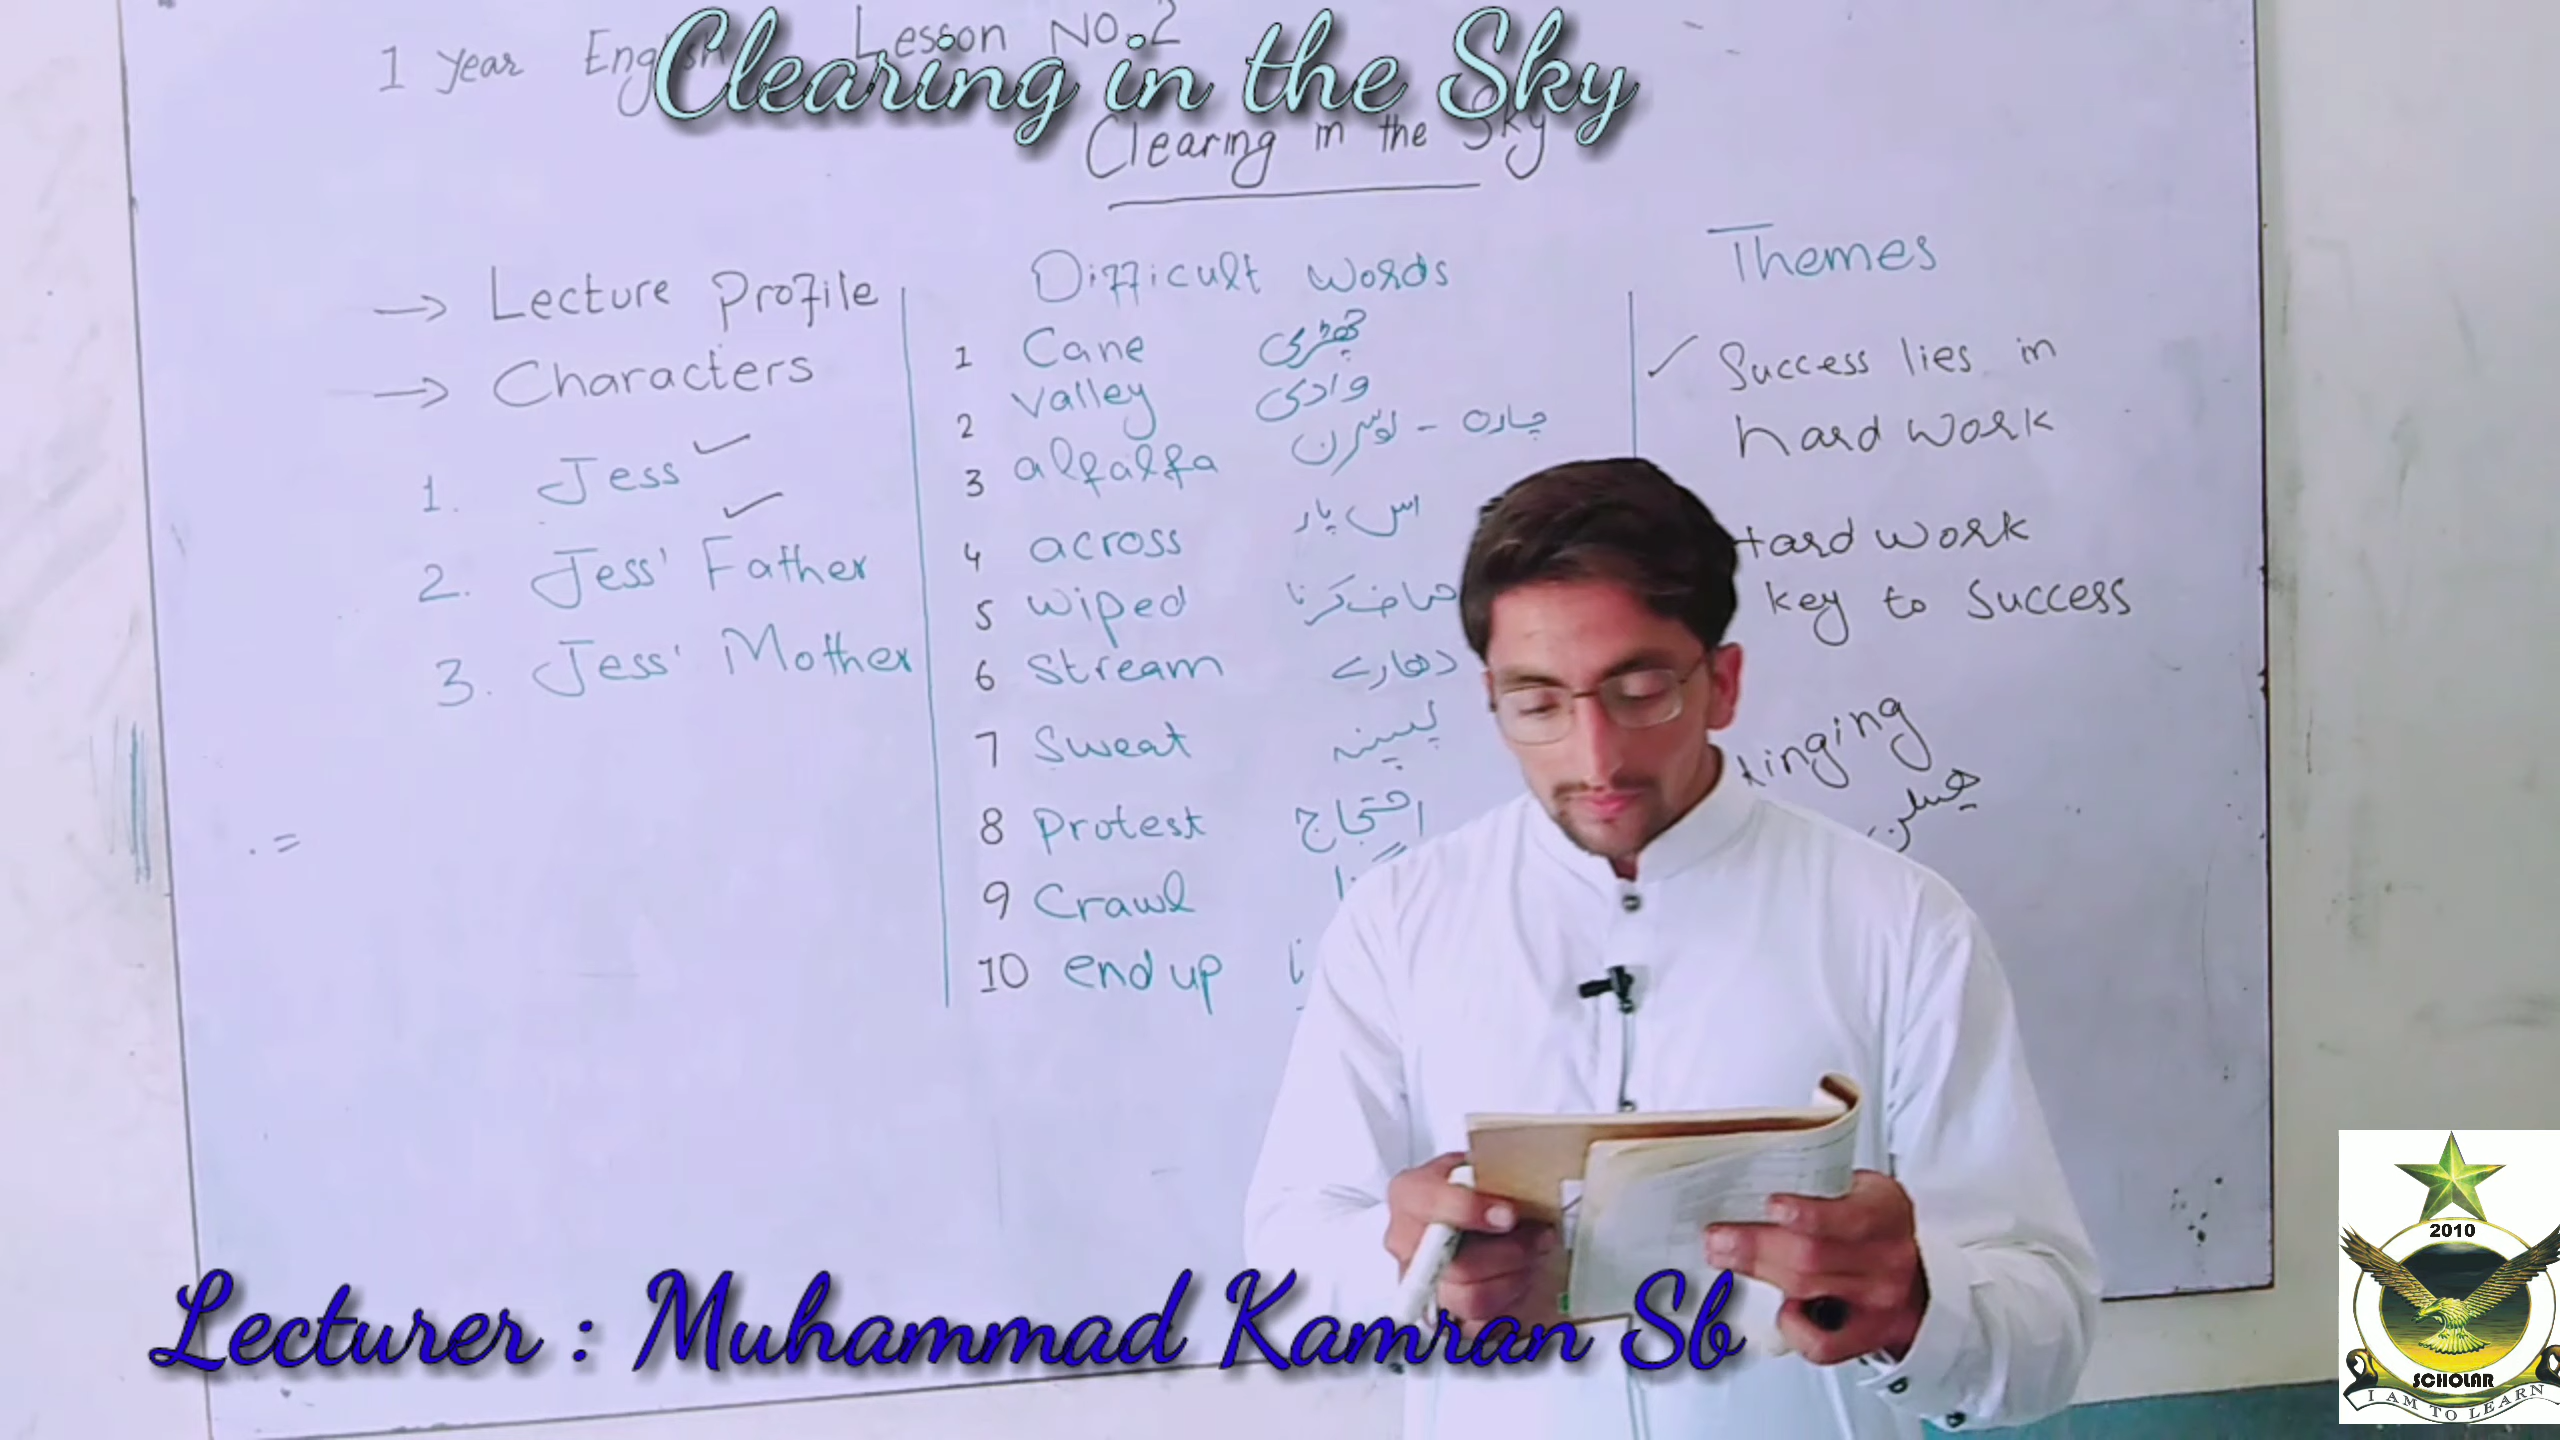 Clearing in the Sky
1 Year English Lesson NO. 2
Clearing in the Sky
→ Lecture Profile
→ Characters
1. Jess ✓
2. Jess' Father ✓
3. Jess' Mother
Difficult Words
1 Cane چھڑی
2 Valley وادی
3 alfalfa چارہ - لوسرن
4 across اس پار
5 Wiped صاف کرنا
6 Stream دھارے
7 Sweat پسینہ
8 Protest احتجاج
9 Crawl
10 end up
Themes
✓ Success lies in
hard work
Hard work
key to Success
Lecturer : Muhammad Kamran Sb
2010
SCHOLAR
I AM TO LEARN